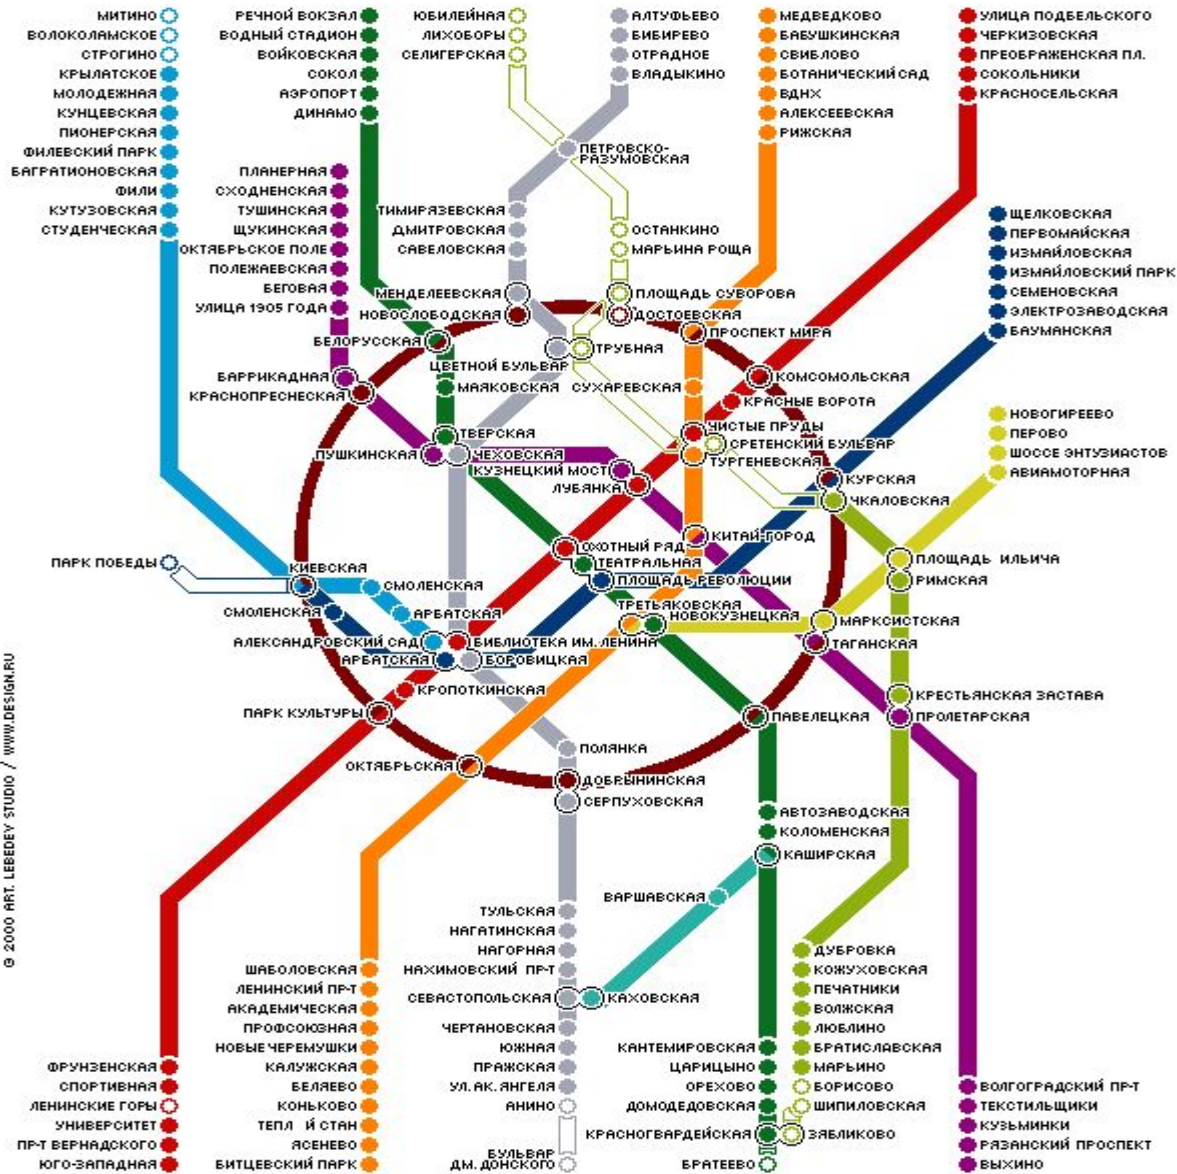 МИТИНО
ВОЛОКОЛАМСКОЕ
СТРОГИНО
КРЫЛАТСКОЕ
МОЛОДЕЖНАЯ
КУНЦЕВСКАЯ
ПИОНЕРСКАЯ
ФИЛЕВСКИЙ ПАРК
БАГРАТИОНОВСКАЯ
ФИЛИ
КУТУЗОВСКАЯ
СТУДЕНЧЕСКАЯ
РЕЧНОЙ ВОКЗАЛ
ВОДНЫЙ СТАДИОН
ВОЙКОВСКАЯ
СОКОЛ
АЭРОПОРТ
ДИНАМО
ПЛАНЕРНАЯ
СХОДНЕНСКАЯ
ТУШИНСКАЯ
ЩУКИНСКАЯ
ОКТЯБРЬСКОЕ ПОЛЕ
ПОЛЕЖАЕВСКАЯ
БЕГОВАЯ
УЛИЦА 1905 ГОДА
ЮБИЛЕЙНАЯ
ЛИХОБОРЫ
СЕЛИГЕРСКАЯ
АЛТУФЬЕВО
БИБИРЕВО
ОТРАДНОЕ
ВЛАДЫКИНО
ПЕТРОВСКО-
РАЗУМОВСКАЯ
ТИМИРЯЗЕВСКАЯ
ДМИТРОВСКАЯ
САВЕЛОВСКАЯ
ОСТАНКИНО
МАРЬИНА РОЩА
МЕДВЕДКОВО
БАБУШКИНСКАЯ
СВИБЛОВО
БОТАНИЧЕСКИЙ САД
ВДНХ
АЛЕКСЕЕВСКАЯ
РИЖСКАЯ
УЛИЦА ПОДБЕЛЬСКОГО
ЧЕРКИЗОВСКАЯ
ПРЕОБРАЖЕНСКАЯ ПЛ.
СОКОЛЬНИКИ
КРАСНОСЕЛЬСКАЯ
ЩЕЛКОВСКАЯ
ПЕРВОМАЙСКАЯ
ИЗМАЙЛОВСКАЯ
ИЗМАЙЛОВСКИЙ ПАРК
СЕМЕНОВСКАЯ
ЭЛЕКТРОЗАВОДСКАЯ
БАУМАНСКАЯ
МЕНДЕЛЕЕВСКАЯ
НОВОСЛОБОДСКАЯ
ПЛОЩАДЬ СУВОРОВА
ДОСТОЕВСКАЯ
ПРОСПЕКТ МИРА
БЕЛОРУССКАЯ
ЦВЕТНОЙ БУЛЬВАР
ТРУБНАЯ
БАРРИКАДНАЯ
КРАСНОПРЕСНЕСКАЯ
МАЯКОВСКАЯ
СУХАРЕВСКАЯ
КОМСОМОЛЬСКАЯ
КРАСНЫЕ ВОРОТА
НОВОГИРЕЕВО
ПЕРОВО
ШОССЕ ЭНТУЗИАСТОВ
АВИАМОТОРНАЯ
ТВЕРСКАЯ
ПУШКИНСКАЯ
ЧЕХОВСКАЯ
КУЗНЕЦКИЙ МОСТ
ЛУБЯНКА
ЧИСТЫЕ ПРУДЫ
СРЕТЕНСКИЙ БУЛЬВАР
ТУРГЕНЕВСКАЯ
КУРСКАЯ
ЧКАЛОВСКАЯ
КИТАЙ-ГОРОД
ОХОТНЫЙ РЯД
ТЕАТРАЛЬНАЯ
ПЛОЩАДЬ РЕВОЛЮЦИИ
ПЛОЩАДЬ ИЛЬИЧА
РИМСКАЯ
ПАРК ПОБЕДЫ
КИЕВСКАЯ
СМОЛЕНСКАЯ
СМОЛЕНСКАЯ
АРБАТСКАЯ
ТРЕТЬЯКОВСКАЯ
НОВОКУЗНЕЦКАЯ
МАРКСИСТСКАЯ
ТАГАНСКАЯ
АЛЕКСАНДРОВСКИЙ САД
БИБЛИОТЕКА ИМ. ЛЕНИНА
АРБАТСКАЯ
БОРОВИЦКАЯ
КРОПОТКИНСКАЯ
ПАРК КУЛЬТУРЫ
КРЕСТЬЯНСКАЯ ЗАСТАВА
ПАВЕЛЕЦКАЯ
ПРОЛЕТАРСКАЯ
ПОЛЯНКА
ОКТЯБРЬСКАЯ
ДОБРЫНИНСКАЯ
СЕРПУХОВСКАЯ
АВТОЗАВОДСКАЯ
КОЛОМЕНСКАЯ
КАШИРСКАЯ
ВАРШАВСКАЯ
ТУЛЬСКАЯ
НАГАТИНСКАЯ
НАГОРНАЯ
НАХИМОВСКИЙ ПР-Т
СЕВАСТОПОЛЬСКАЯ
КАХОВСКАЯ
ЧЕРТАНОВСКАЯ
ЮЖНАЯ
ПРАЖСКАЯ
УЛ. АК. ЯНГЕЛЯ
АНИНО
БУЛЬВАР
ДМ. ДОНСКОГО
ФРУНЗЕНСКАЯ
СПОРТИВНАЯ
ЛЕНИНСКИЕ ГОРЫ
УНИВЕРСИТЕТ
ПР-Т ВЕРНАДСКОГО
ЮГО-ЗАПАДНАЯ
ШАБОЛОВСКАЯ
ЛЕНИНСКИЙ ПР-Т
АКАДЕМИЧЕСКАЯ
ПРОФСОЮЗНАЯ
НОВЫЕ ЧЕРЕМУШКИ
КАЛУЖСКАЯ
БЕЛЯЕВО
КОНЬКОВО
ТЕПЛ Й СТАН
ЯСЕНЕВО
БИТЦЕВСКИЙ ПАРК
КАНТЕМИРОВСКАЯ
ЦАРИЦЫНО
ОРЕХОВО
ДОМОДЕДОВСКАЯ
КРАСНОГВАРДЕЙСКАЯ
БРАТЕЕВО
ДУБРОВКА
КОЖУХОВСКАЯ
ПЕЧАТНИКИ
ВОЛЖСКАЯ
ЛЮБЛИНО
БРАТИСЛАВСКАЯ
МАРЬИНО
БОРИСОВО
ШИПИЛОВСКАЯ
ЗЯБЛИКОВО
ВОЛГОГРАДСКИЙ ПР-Т
ТЕКСТИЛЬЩИКИ
КУЗЬМИНКИ
РЯЗАНСКИЙ ПРОСПЕКТ
ВЫХИНО
© 2000 ART. LEBEDEV STUDIO / WWW.DESIGN.RU